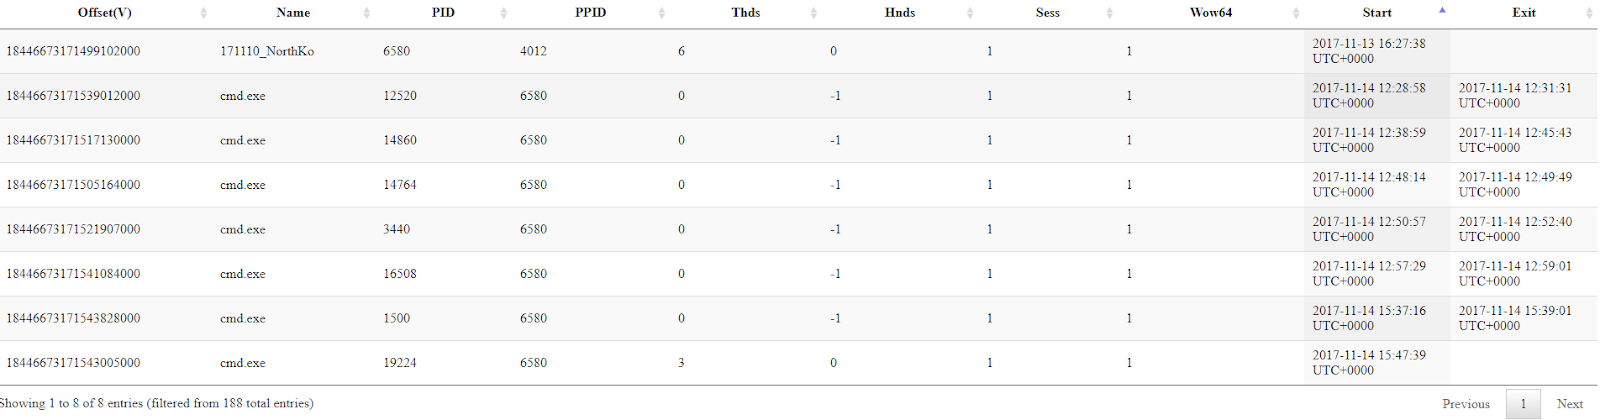 Offset(V) Name PID PPID Thds Hnds Sess Wow64 Start Exit
18446673171499102000 171110_NorthKo 6580 4012 6 0 1 1 2017-11-13 16:27:38
UTC+0000
18446673171539012000 cmd.exe 12520 6580 0 -1 1 1 2017-11-14 12:28:58 2017-11-14 12:31:31
UTC+0000 UTC+0000
18446673171517130000 cmd.exe 14860 6580 0 -1 1 1 2017-11-14 12:38:59 2017-11-14 12:45:43
UTC+0000 UTC+0000
18446673171505164000 cmd.exe 14764 6580 0 -1 1 1 2017-11-14 12:48:14 2017-11-14 12:49:49
UTC+0000 UTC+0000
18446673171521907000 cmd.exe 3440 6580 0 -1 1 1 2017-11-14 12:50:57 2017-11-14 12:52:40
UTC+0000 UTC+0000
18446673171541084000 cmd.exe 16508 6580 0 -1 1 1 2017-11-14 12:57:29 2017-11-14 12:59:01
UTC+0000 UTC+0000
18446673171543828000 cmd.exe 1500 6580 0 -1 1 1 2017-11-14 15:37:16 2017-11-14 15:39:01
UTC+0000 UTC+0000
18446673171543005000 cmd.exe 19224 6580 3 0 1 1 2017-11-14 15:47:39
UTC+0000
Showing 1 to 8 of 8 entries (filtered from 188 total entries) Previous 1 Next